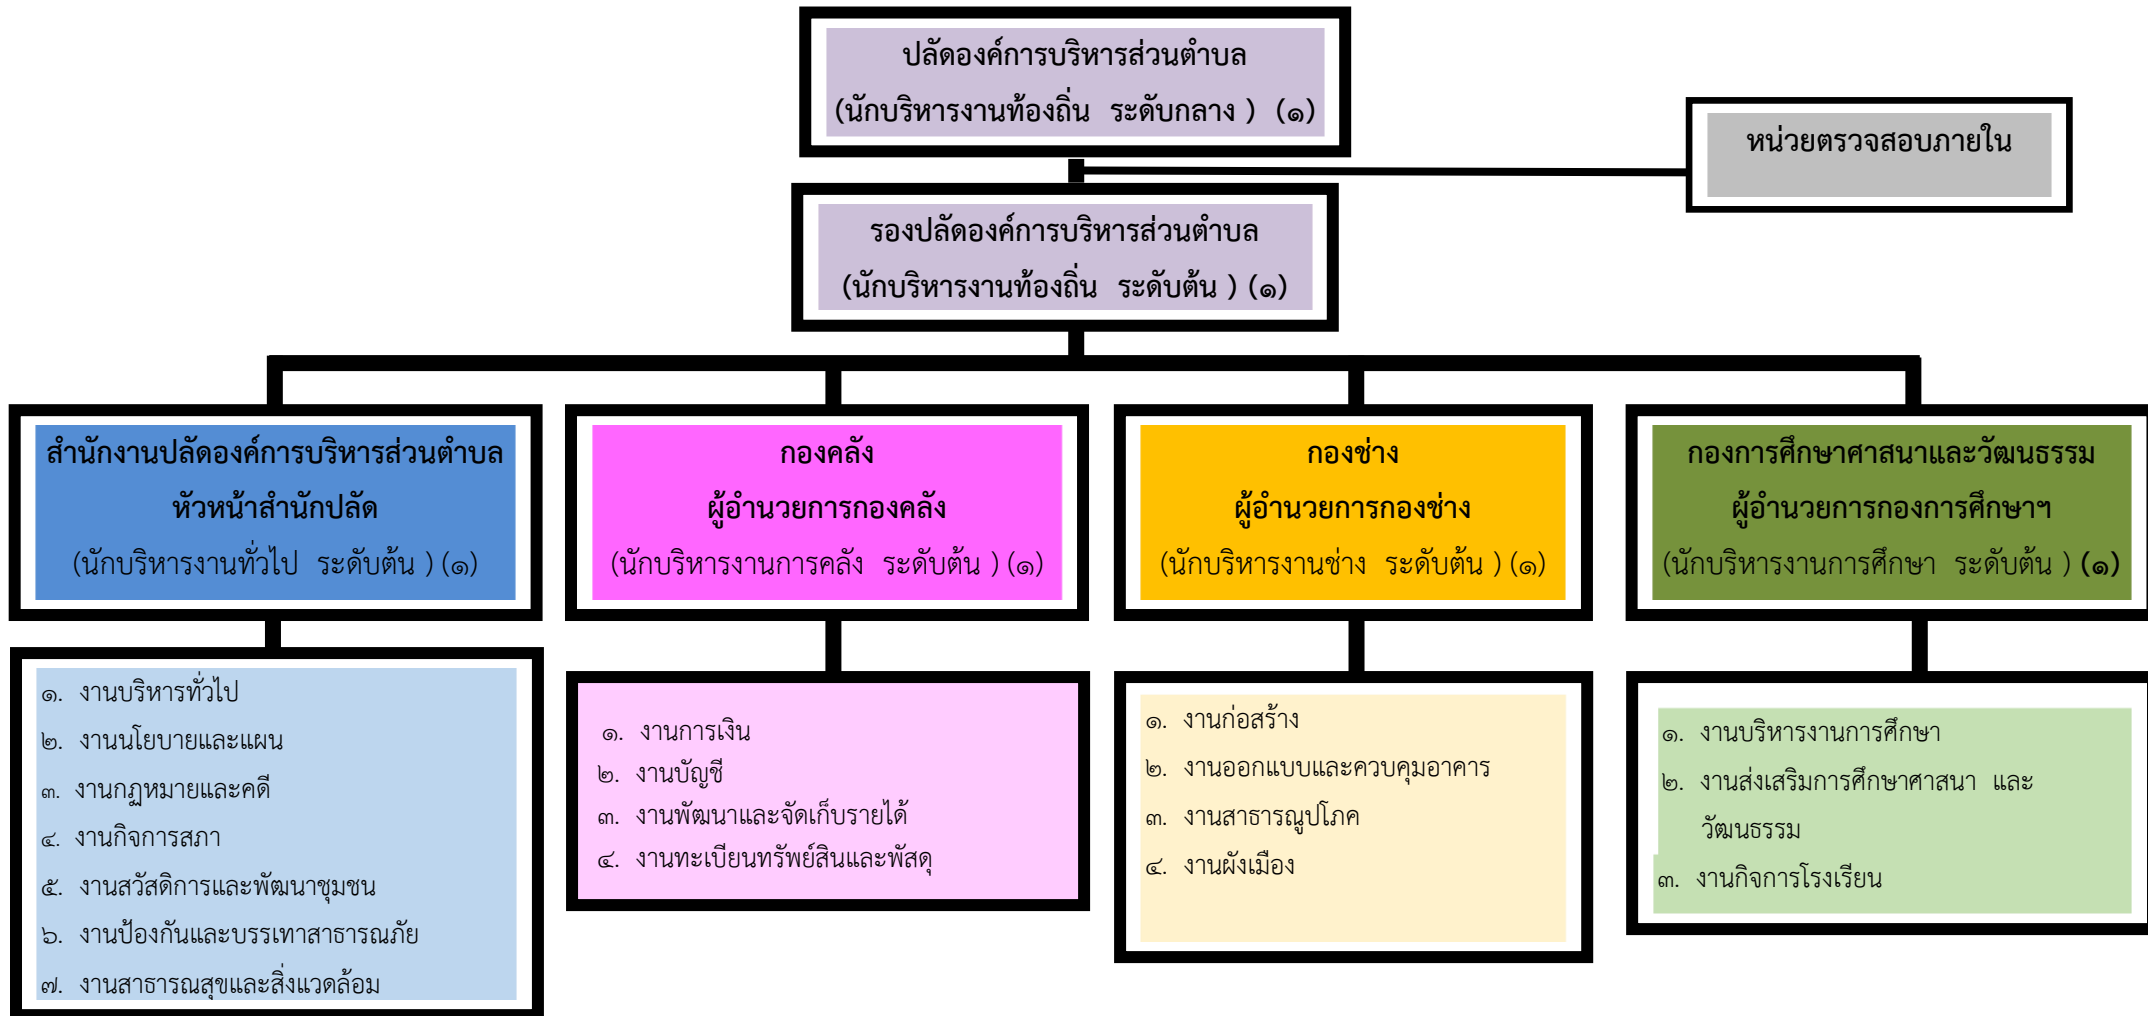 ปลัดองค์การบริหารส่วนตำบล
(นักบริหารงานท้องถิ่น ระดับกลาง ) (๑)
หน่วยตรวจสอบภายใน
รองปลัดองค์การบริหารส่วนตำบล
(นักบริหารงานท้องถิ่น ระดับต้น ) (๑)
สำนักงานปลัดองค์การบริหารส่วนตำบล
หัวหน้าสำนักปลัด
(นักบริหารงานทั่วไป ระดับต้น ) (๑)
กองคลัง
ผู้อำนวยการกองคลัง
(นักบริหารงานการคลัง ระดับต้น ) (๑)
กองช่าง
ผู้อำนวยการกองช่าง
(นักบริหารงานช่าง ระดับต้น ) (๑)
กองการศึกษาศาสนาและวัฒนธรรม
ผู้อำนวยการกองการศึกษาฯ
(นักบริหารงานการศึกษา ระดับต้น ) (๑)
๑. งานบริหารทั่วไป
๒. งานนโยบายและแผน
๓. งานกฎหมายและคดี
๔. งานกิจการสภา
๕. งานสวัสดิการและพัฒนาชุมชน
๖. งานป้องกันและบรรเทาสาธารณภัย
๗. งานสาธารณสุขและสิ่งแวดล้อม
๑. งานการเงิน
๒. งานบัญชี
๓. งานพัฒนาและจัดเก็บรายได้
๔. งานทะเบียนทรัพย์สินและพัสดุ
๑. งานก่อสร้าง
๒. งานออกแบบและควบคุมอาคาร
๓. งานสาธารณูปโภค
๔. งานผังเมือง
๑. งานบริหารงานการศึกษา
๒. งานส่งเสริมการศึกษาศาสนา และ
วัฒนธรรม
๓. งานกิจการโรงเรียน